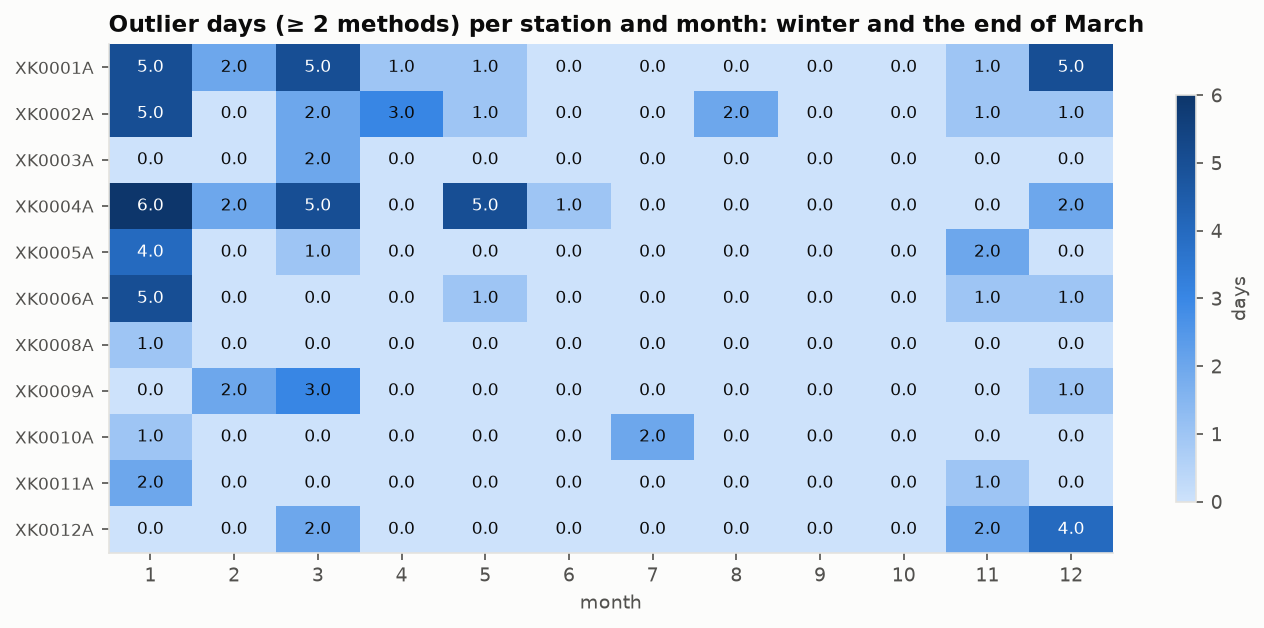 Outlier days (≥ 2 methods) per station and month: winter and the end of March
XK0001A 5.0 2.0 5.0 1.0 1.0 0.0 0.0 0.0 0.0 0.0 1.0 5.0
XK0002A 5.0 0.0 2.0 3.0 1.0 0.0 0.0 2.0 0.0 0.0 1.0 1.0
XK0003A 0.0 0.0 2.0 0.0 0.0 0.0 0.0 0.0 0.0 0.0 0.0 0.0
XK0004A 6.0 2.0 5.0 0.0 5.0 1.0 0.0 0.0 0.0 0.0 0.0 2.0
XK0005A 4.0 0.0 1.0 0.0 0.0 0.0 0.0 0.0 0.0 0.0 2.0 0.0
XK0006A 5.0 0.0 0.0 0.0 1.0 0.0 0.0 0.0 0.0 0.0 1.0 1.0
XK0008A 1.0 0.0 0.0 0.0 0.0 0.0 0.0 0.0 0.0 0.0 0.0 0.0
XK0009A 0.0 2.0 3.0 0.0 0.0 0.0 0.0 0.0 0.0 0.0 0.0 1.0
XK0010A 1.0 0.0 0.0 0.0 0.0 0.0 2.0 0.0 0.0 0.0 0.0 0.0
XK0011A 2.0 0.0 0.0 0.0 0.0 0.0 0.0 0.0 0.0 0.0 1.0 0.0
XK0012A 0.0 0.0 2.0 0.0 0.0 0.0 0.0 0.0 0.0 0.0 2.0 4.0
1 2 3 4 5 6 7 8 9 10 11 12
month
6
5
4
3
2
1
0
days